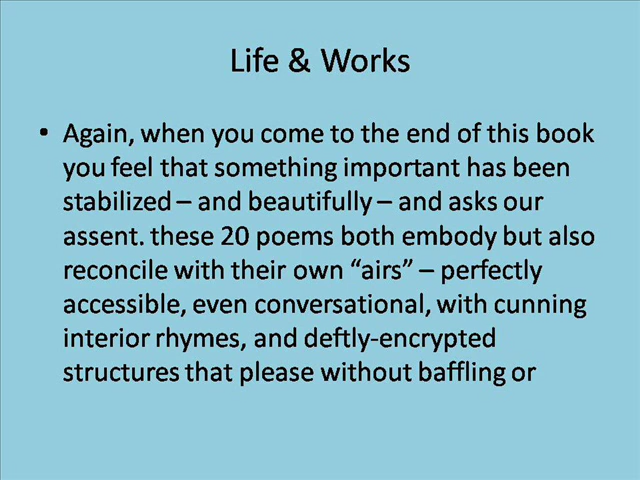 Life & Works
• Again, when you come to the end of this book
you feel that something important has been
stabilized – and beautifully – and asks our
assent. these 20 poems both embody but also
reconcile with their own “airs” – perfectly
accessible, even conversational, with cunning
interior rhymes, and deftly-encrypted
structures that please without baffling or